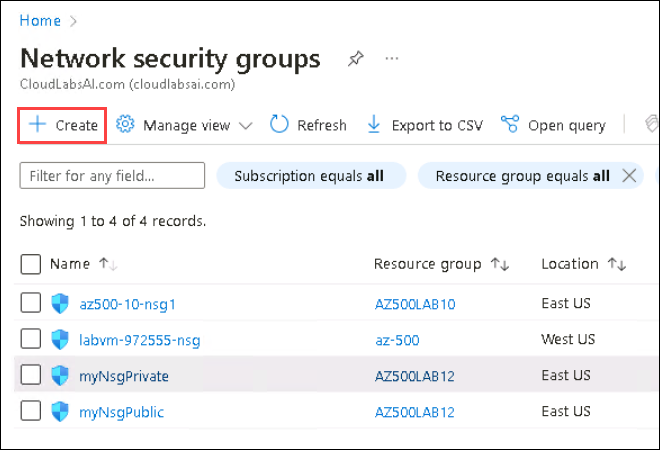 Home >
Network security groups ...
CloudLabsAI.com (cloudlabsai.com)
+ Create Manage view Refresh Export to CSV Open query
Filter for any field... Subscription equals all Resource group equals all
Showing 1 to 4 of 4 records.
Name Resource group Location
az500-10-nsg1 AZ500LAB10 East US
labvm-972555-nsg az-500 West US
myNsgPrivate AZ500LAB12 East US
myNsgPublic AZ500LAB12 East US